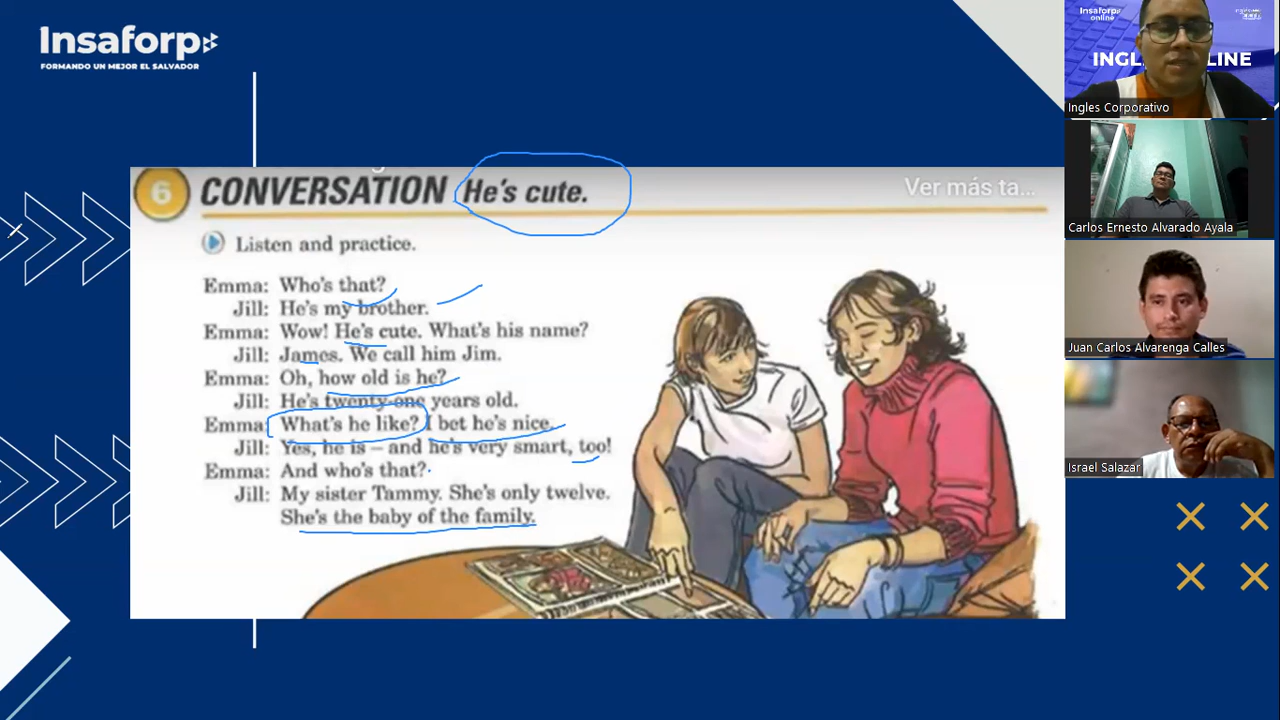 Insaforp
FORMANDO UN MEJOR EL SALVADOR
6 CONVERSATION He's cute.
Ver más ta...
Listen and practice.
Emma: Who's that?
Jill: He's my brother.
Emma: Wow! He's cute. What's his name?
Jill: James. We call him Jim.
Emma: Oh, how old is he?
Jill: He's twenty-one years old.
Emma: What's he like? I bet he's nice.
Jill: Yes, he is – and he's very smart, too!
Emma: And who's that?
Jill: My sister Tammy. She's only twelve.
She's the baby of the family.
Insaforp
online
INGL LINE
Ingles Corporativo
Carlos Ernesto Alvarado Ayala
Juan Carlos Alvarenga Calles
Israel Salazar